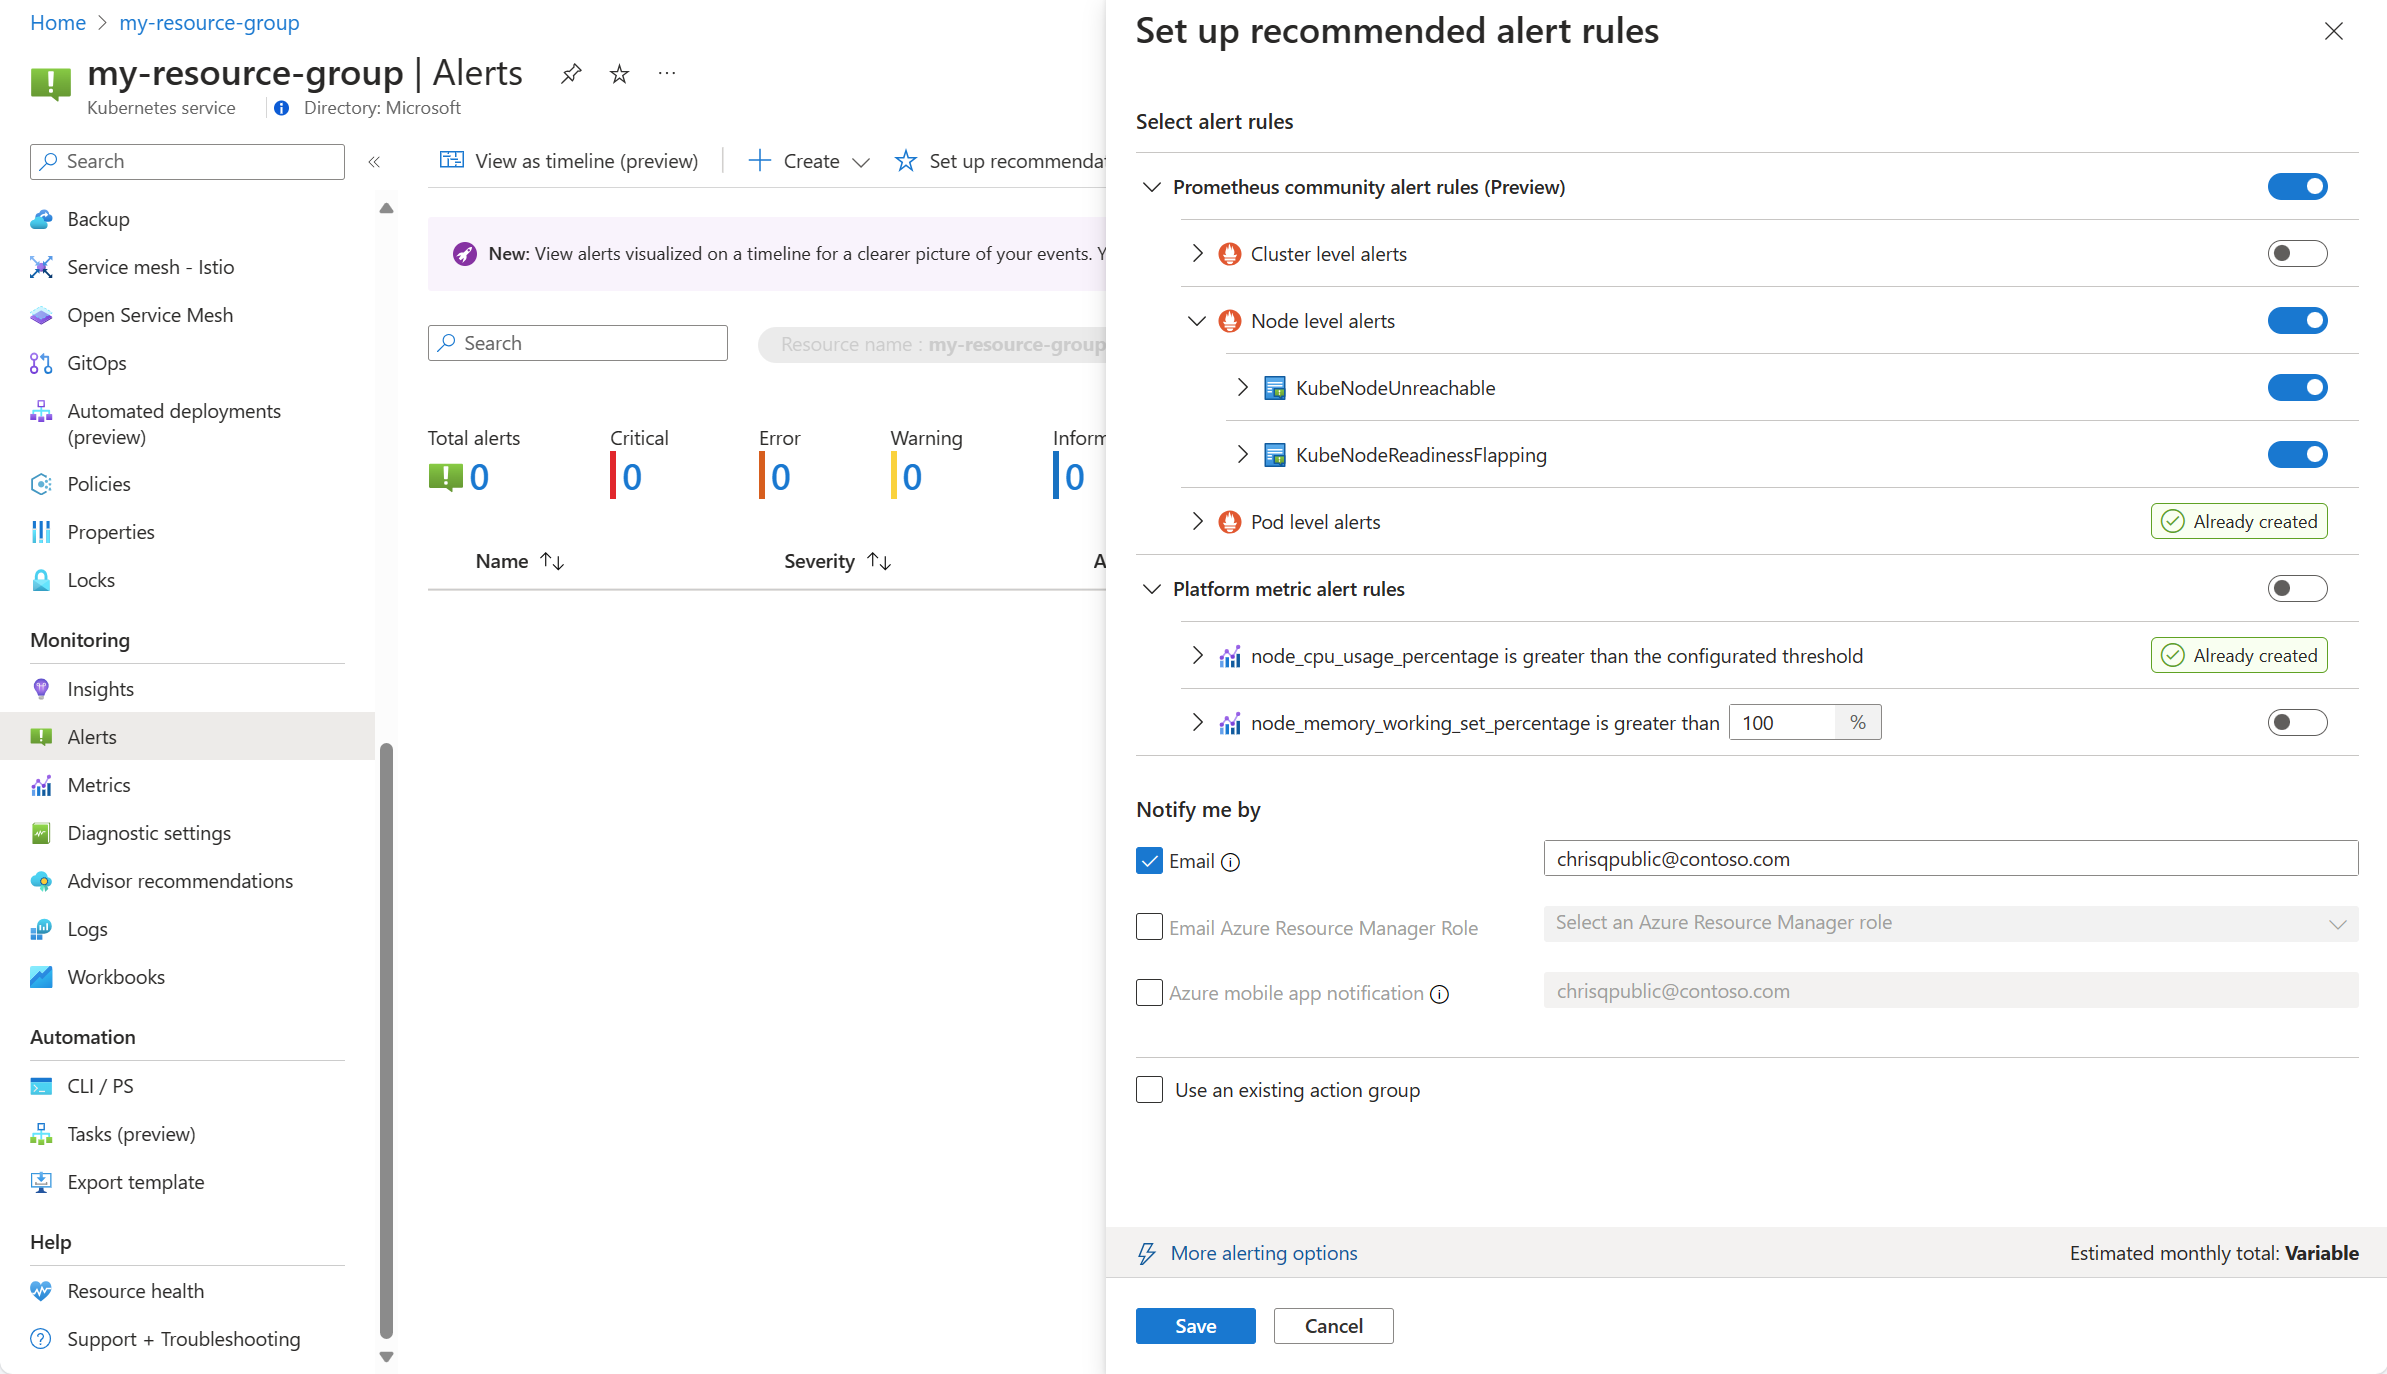 Home > my-resource-group
my-resource-group | Alerts
Kubernetes service
Directory: Microsoft
Search
Backup
Service mesh - Istio
Open Service Mesh
GitOps
Automated deployments
(preview)
Policies
Properties
Locks
Monitoring
Insights
Alerts
Metrics
Diagnostic settings
Advisor recommendations
Logs
Workbooks
Automation
CLI / PS
Tasks (preview)
Export template
Help
Resource health
Support + Troubleshooting
View as timeline (preview)
Create
Set up recommenda
New: View alerts visualized on a timeline for a clearer picture of your events. Y
Search
Resource name : my-resource-group
Total alerts
0
Critical
0
Error
0
Warning
0
Inform
0
Name
Severity
A
Set up recommended alert rules
Select alert rules
Prometheus community alert rules (Preview)
Cluster level alerts
Node level alerts
KubeNodeUnreachable
KubeNodeReadinessFlapping
Pod level alerts
Already created
Platform metric alert rules
node_cpu_usage_percentage is greater than the configurated threshold
Already created
node_memory_working_set_percentage is greater than 100 %
Notify me by
Email
chrisqpublic@contoso.com
Email Azure Resource Manager Role
Select an Azure Resource Manager role
Azure mobile app notification
chrisqpublic@contoso.com
Use an existing action group
More alerting options
Estimated monthly total: Variable
Save
Cancel